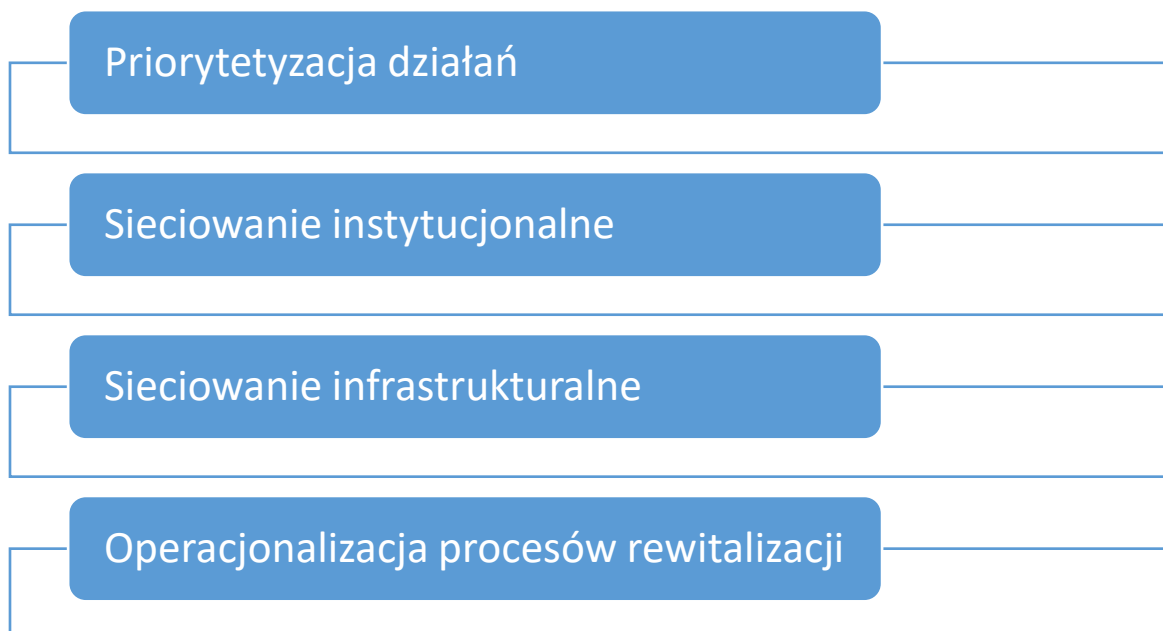 Priorytetyzacja działań
Sieciowanie instytucjonalne
Sieciowanie infrastrukturalne
Operacjonalizacja procesów rewitalizacji